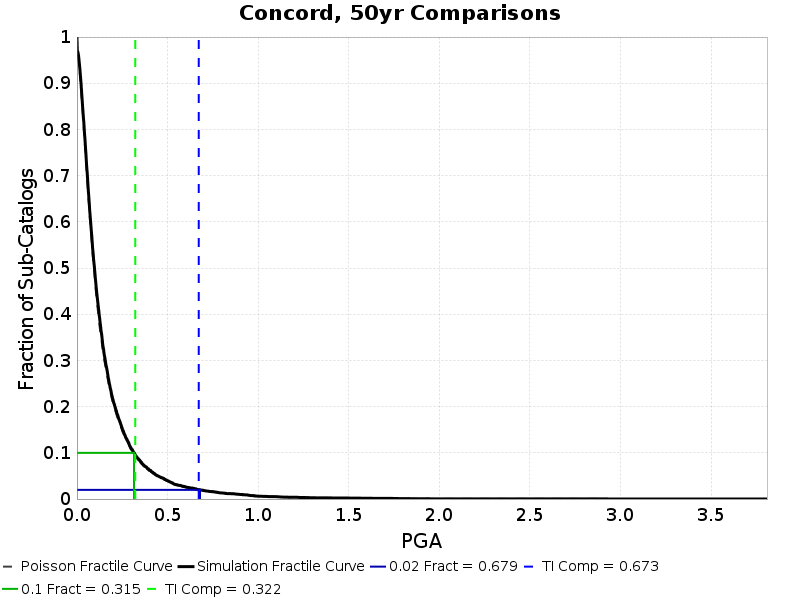 Concord, 50yr Comparisons
Fraction of Sub-Catalogs
1
0.9
0.8
0.7
0.6
0.5
0.4
0.3
0.2
0.1
0
0.0 0.5 1.0 1.5 2.0 2.5 3.0 3.5
PGA
Poisson Fractile Curve Simulation Fractile Curve 0.02 Fract = 0.679 TI Comp = 0.673
0.1 Fract = 0.315 TI Comp = 0.322